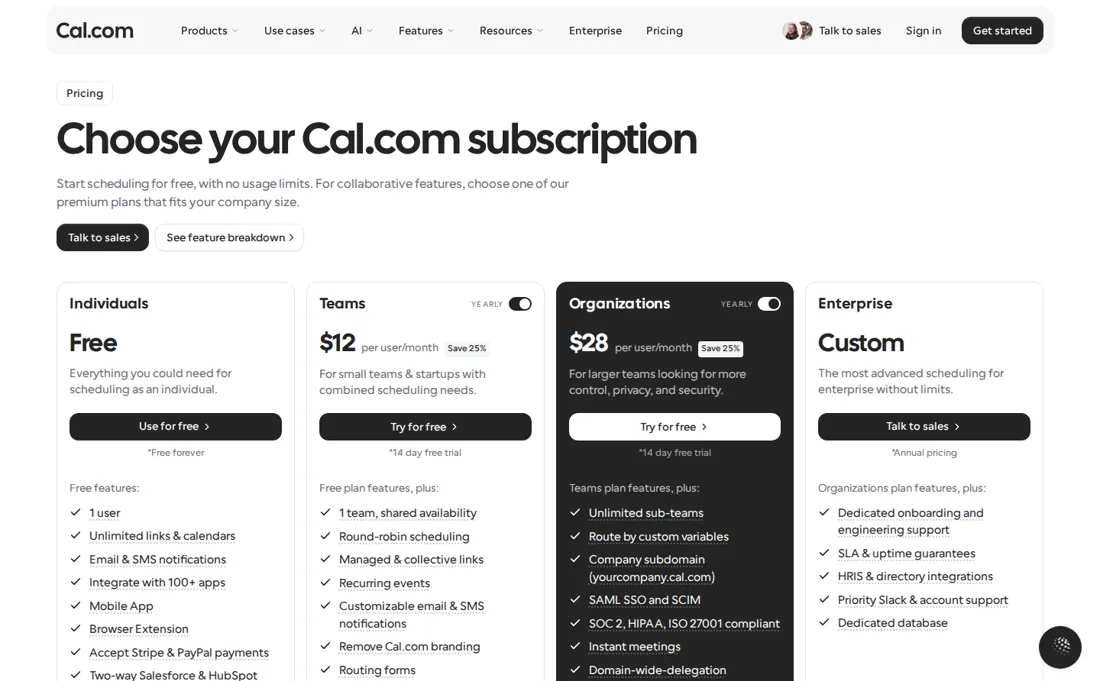 Cal.com
Products
Use cases
AI
Features
Resources
Enterprise
Pricing
Talk to sales
Sign in
Get started
Pricing
Choose your Cal.com subscription
Start scheduling for free, with no usage limits. For collaborative features, choose one of our
premium plans that fits your company size.
Talk to sales
See feature breakdown
Individuals
Free
Everything you could need for
scheduling as an individual.
Use for free
*Free forever
Free features:
1 user
Unlimited links & calendars
Email & SMS notifications
Integrate with 100+ apps
Mobile App
Browser Extension
Accept Stripe & PayPal payments
Two-way Salesforce & HubSpot
Teams
YEARLY
$12 per user/month Save 25%
For small teams & startups with
combined scheduling needs.
Try for free
*14 day free trial
Free plan features, plus:
1 team, shared availability
Round-robin scheduling
Managed & collective links
Recurring events
Customizable email & SMS
notifications
Remove Cal.com branding
Routing forms
Organizations
YEARLY
$28 per user/month Save 25%
For larger teams looking for more
control, privacy, and security.
Try for free
*14 day free trial
Teams plan features, plus:
Unlimited sub-teams
Route by custom variables
Company subdomain
(yourcompany.cal.com)
SAML SSO and SCIM
SOC 2, HIPAA, ISO 27001 compliant
Instant meetings
Domain-wide-delegation
Enterprise
Custom
The most advanced scheduling for
enterprise without limits.
Talk to sales
*Annual pricing
Organizations plan features, plus:
Dedicated onboarding and
engineering support
SLA & uptime guarantees
HRIS & directory integrations
Priority Slack & account support
Dedicated database